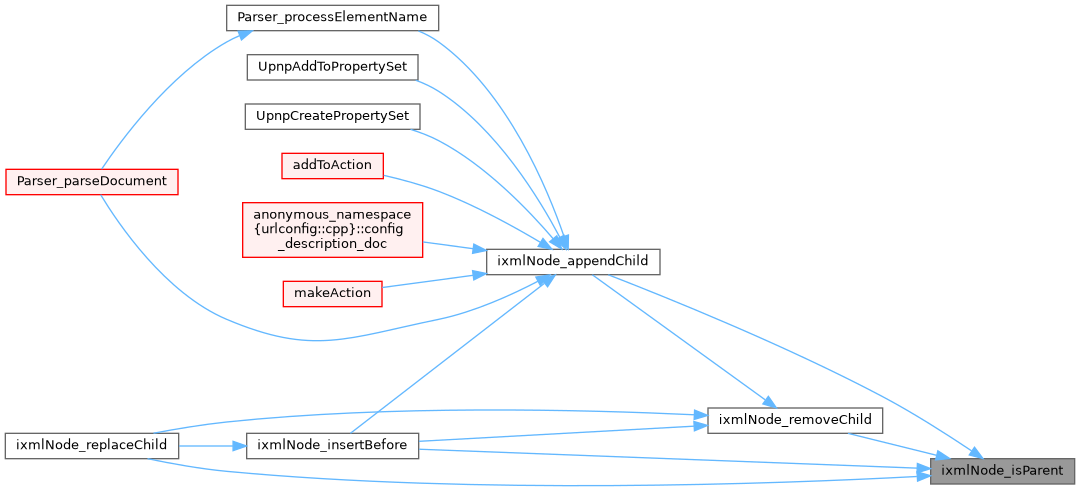 Parser_processElementName
UpnpAddToPropertySet
UpnpCreatePropertySet
addToAction
Parser_parseDocument
anonymous_namespace
{urlconfig::cpp}::config
_description_doc
ixmlNode_appendChild
makeAction
ixmlNode_removeChild
ixmlNode_replaceChild
ixmlNode_insertBefore
ixmlNode_isParent